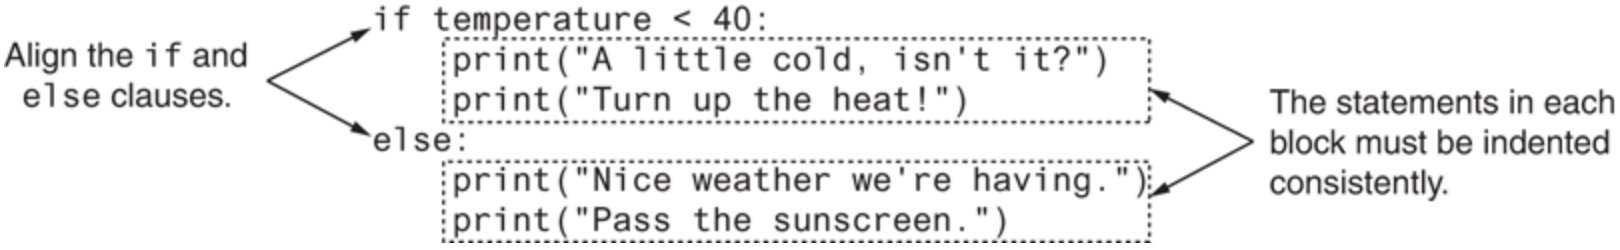 Align the if and
else clauses.
if temperature < 40:
print("A little cold, isn't it?")
print("Turn up the heat!")
else:
print("Nice weather we're having.")
print("Pass the sunscreen.")
The statements in each
block must be indented
consistently.